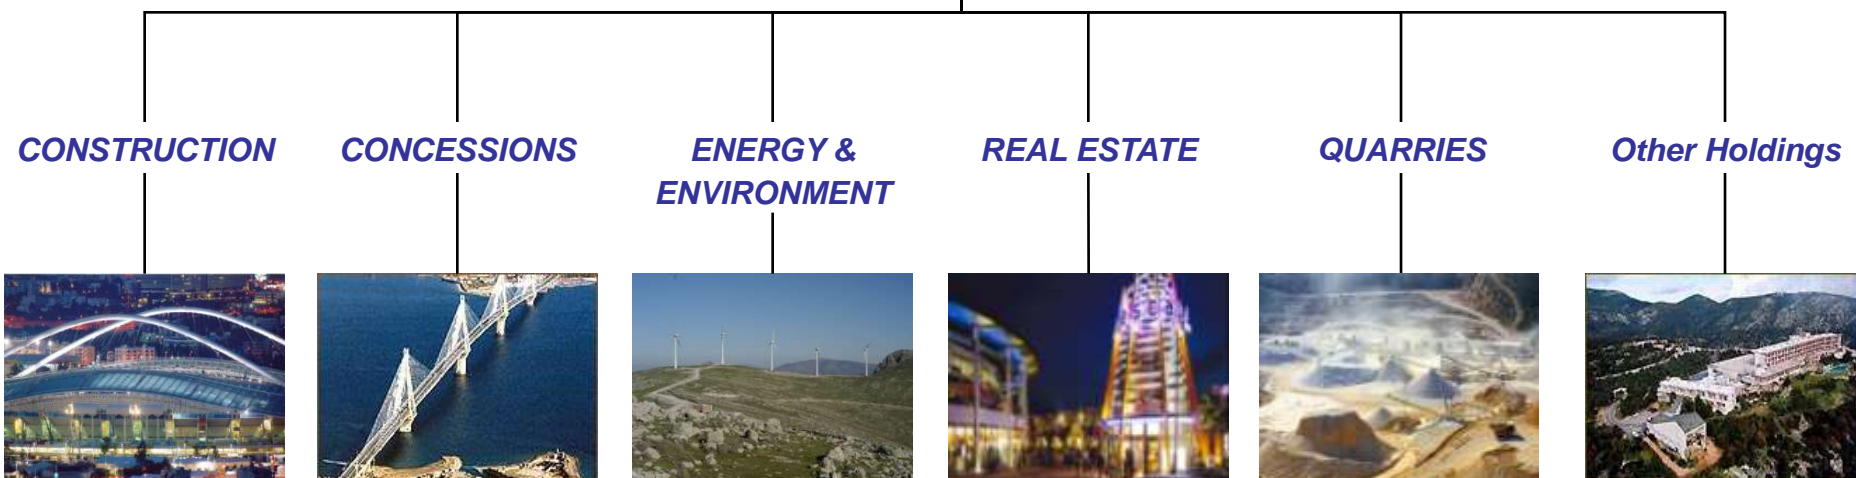 CONSTRUCTION
CONCESSIONS
ENERGY &
ENVIRONMENT
REAL ESTATE
QUARRIES
Other Holdings